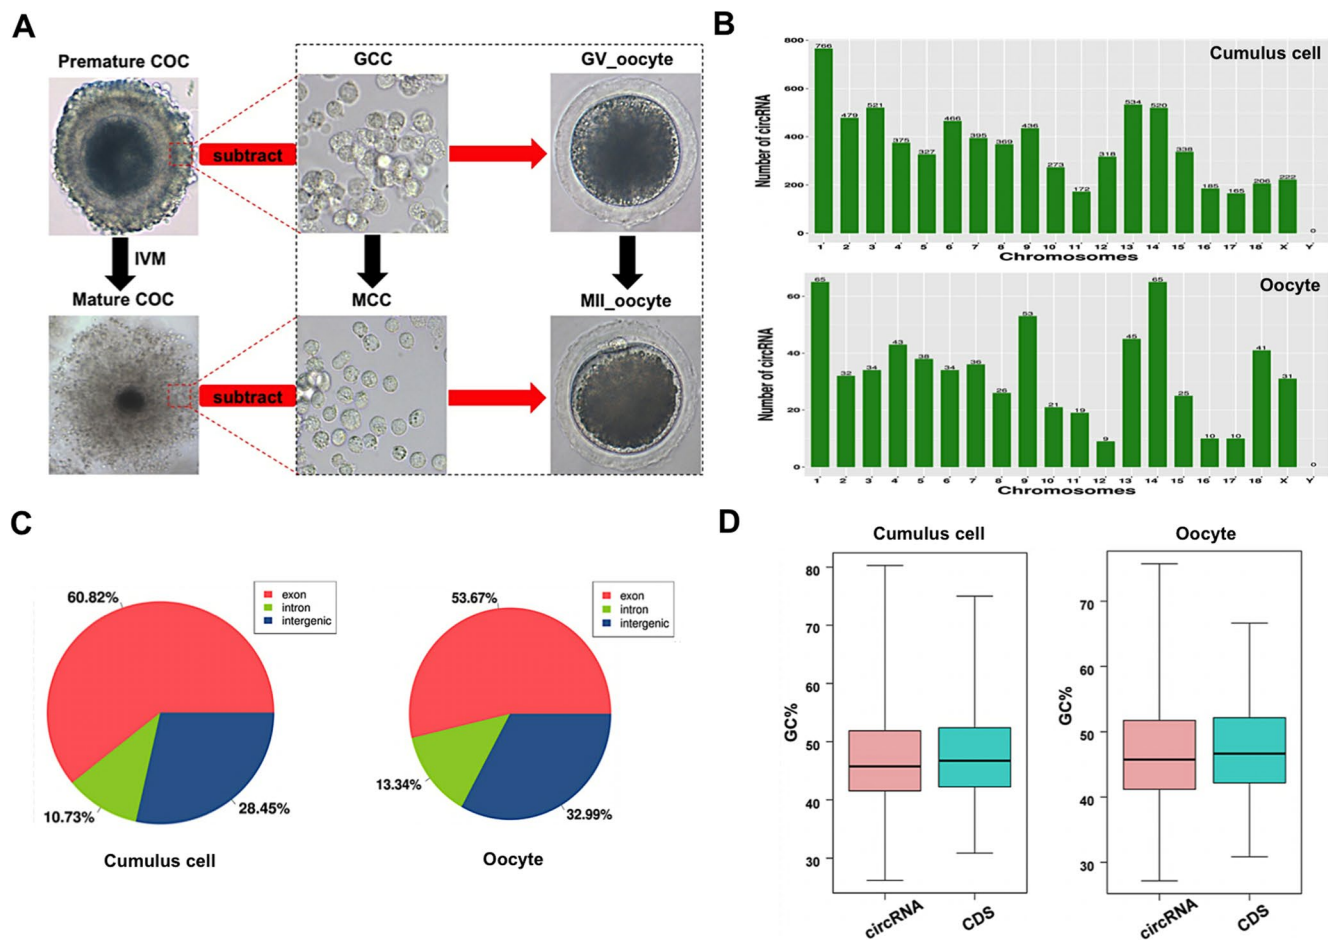 A
Premature COC
GCC
GV_oocyte
subtract
IVM
Mature COC
MCC
MII_oocyte
subtract
B
Cumulus cell
Number of circRNA
800
600
400
200
0
766
479
521
375
327
466
395
369
436
273
172
318
534
520
338
185
165
206
222
0
1 2 3 4 5 6 7 8 9 10 11 12 13 14 15 16 17 18 X Y
Chromosomes
Oocyte
Number of circRNA
60
40
20
0
65
32
34
43
38
34
36
26
53
21
19
9
45
65
25
10
10
41
31
0
1 2 3 4 5 6 7 8 9 10 11 12 13 14 15 16 17 18 X Y
Chromosomes
C
60.82%
exon
intron
intergenic
10.73%
28.45%
Cumulus cell
53.67%
exon
intron
intergenic
13.34%
32.99%
Oocyte
D
Cumulus cell
GC%
80
70
60
50
40
30
circRNA
CDS
Oocyte
GC%
70
60
50
40
30
circRNA
CDS